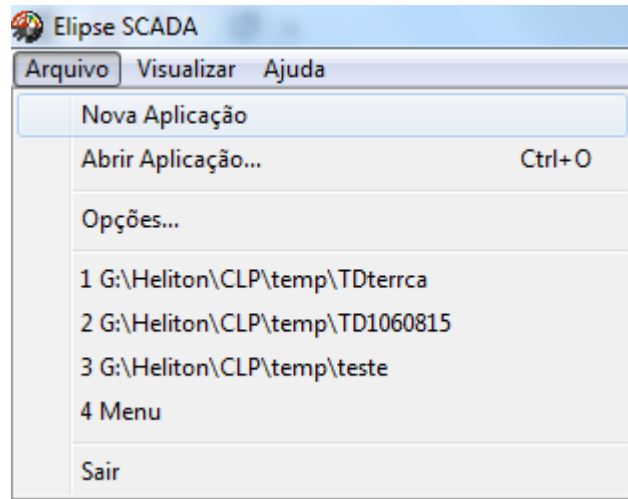 Elipse SCADA
Arquivo Visualizar Ajuda
Nova Aplicação
Abrir Aplicação... Ctrl+O
Opções...
1 G:\Heliton\CLP\temp\TDterrca
2 G:\Heliton\CLP\temp\TD1060815
3 G:\Heliton\CLP\temp\teste
4 Menu
Sair